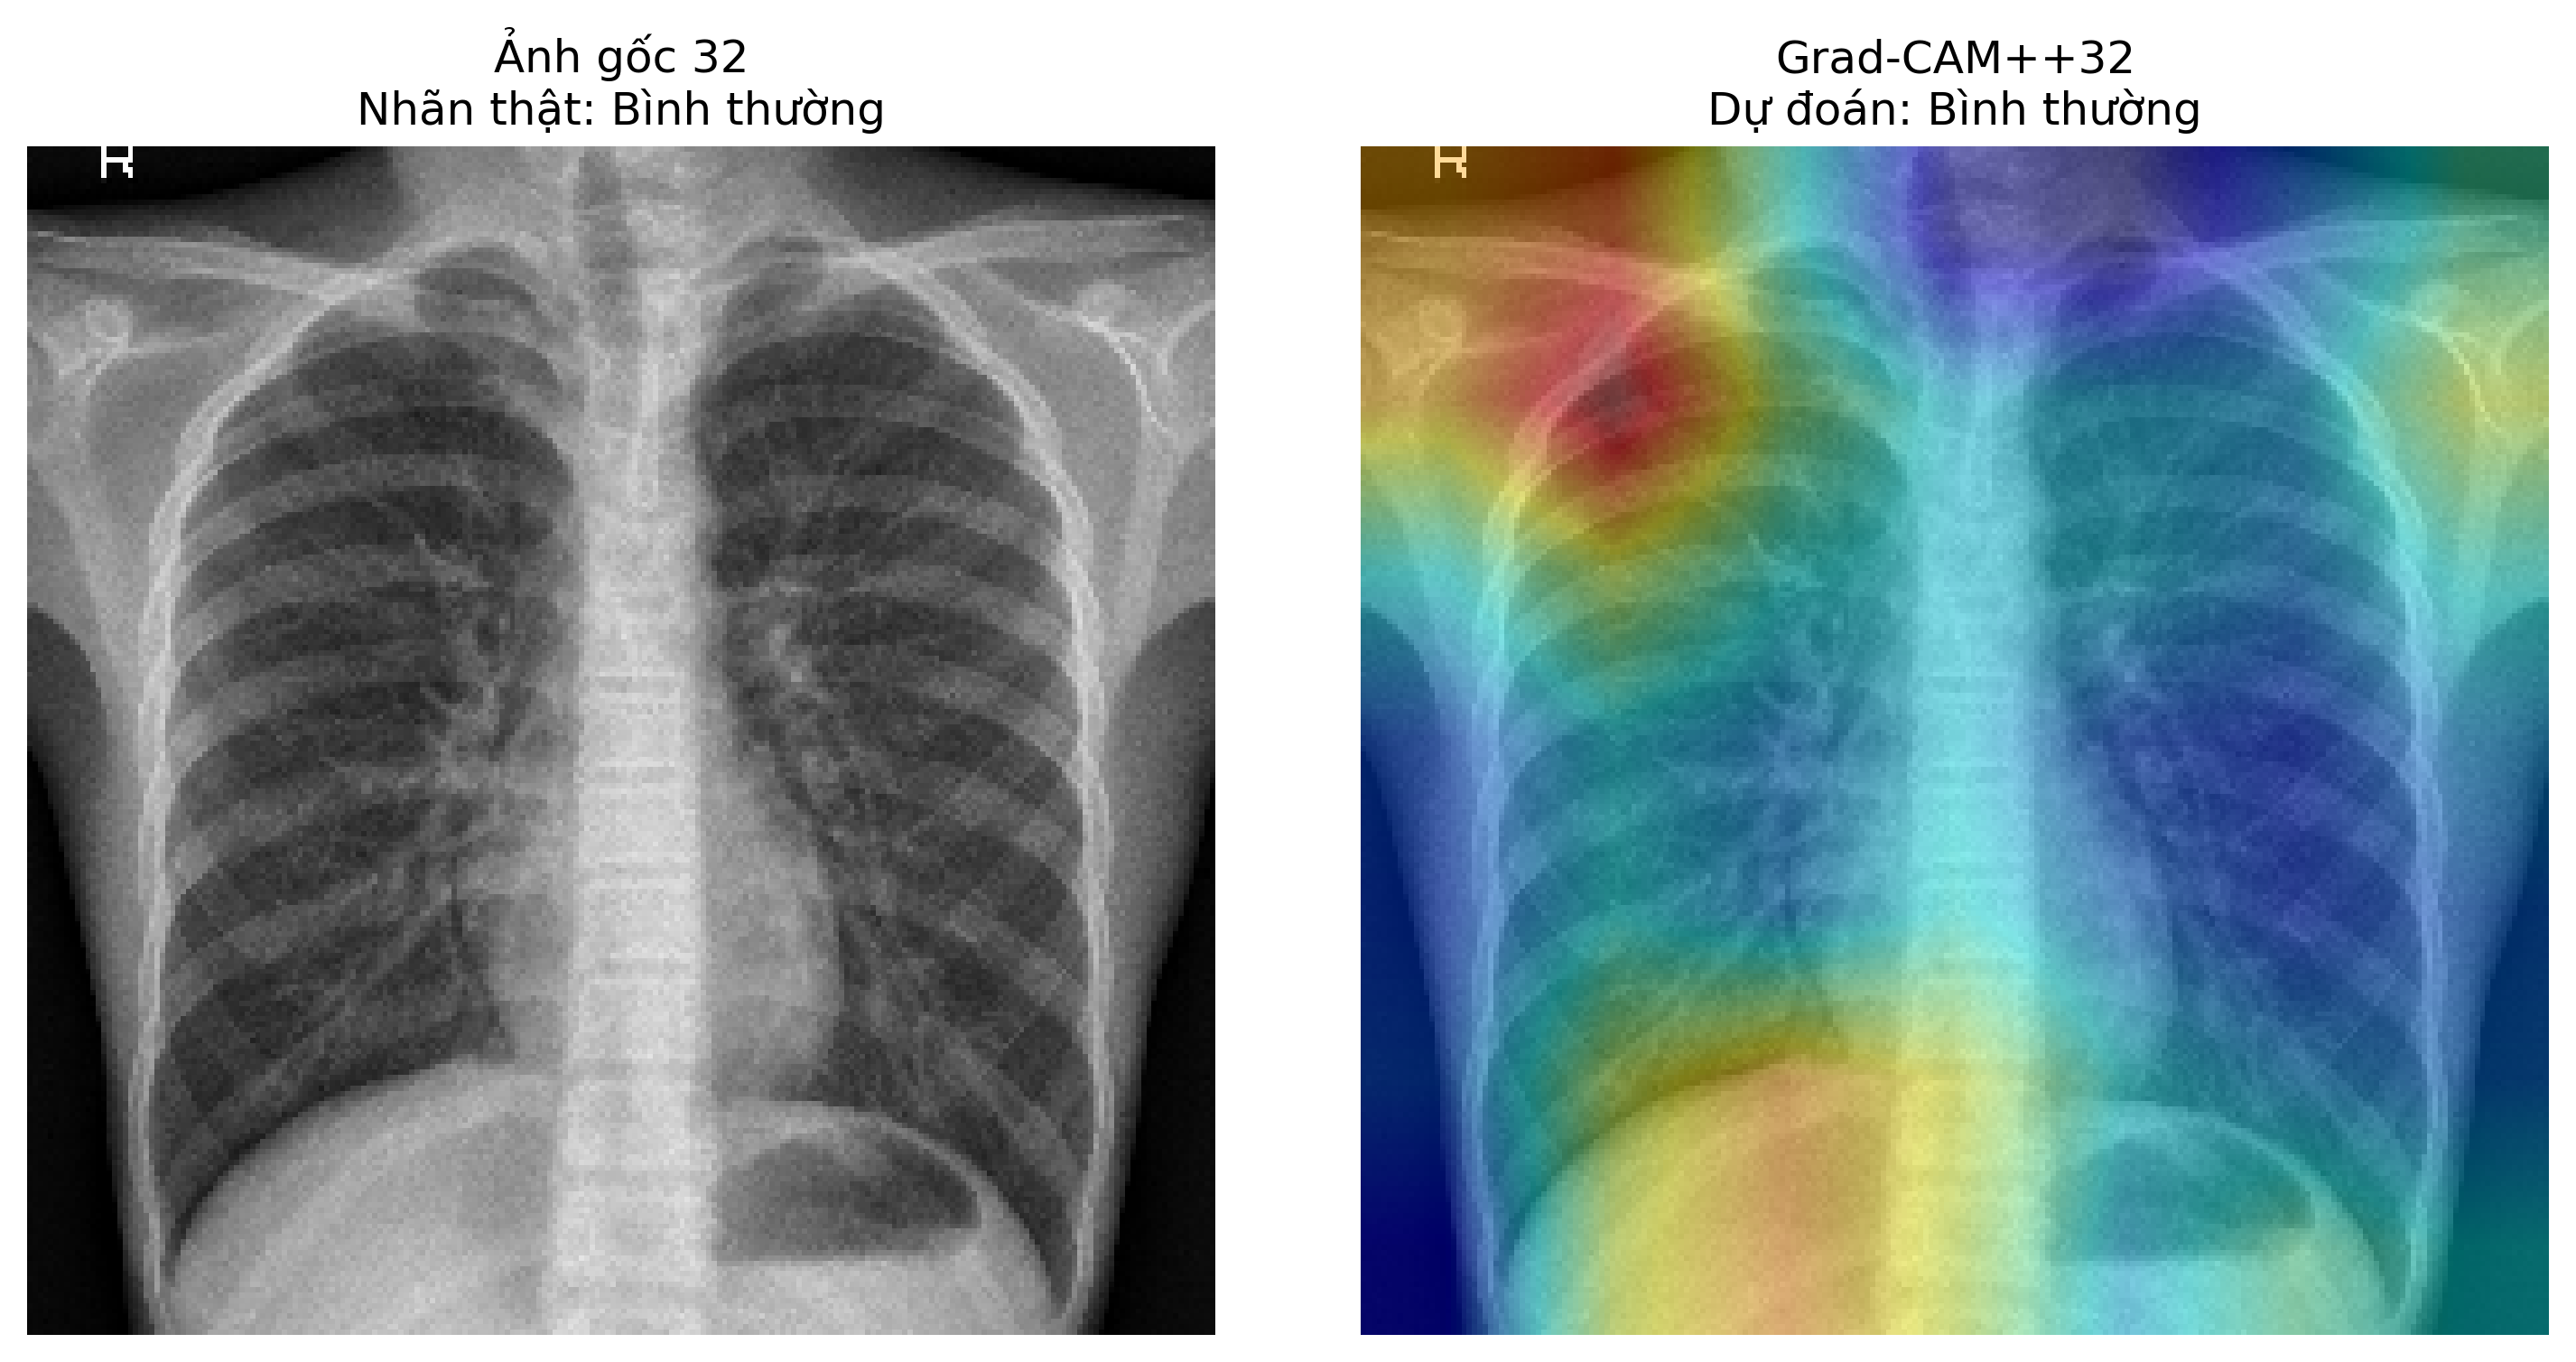 Ảnh gốc 32
Nhãn thật: Bình thường
Grad-CAM++32
Dự đoán: Bình thường